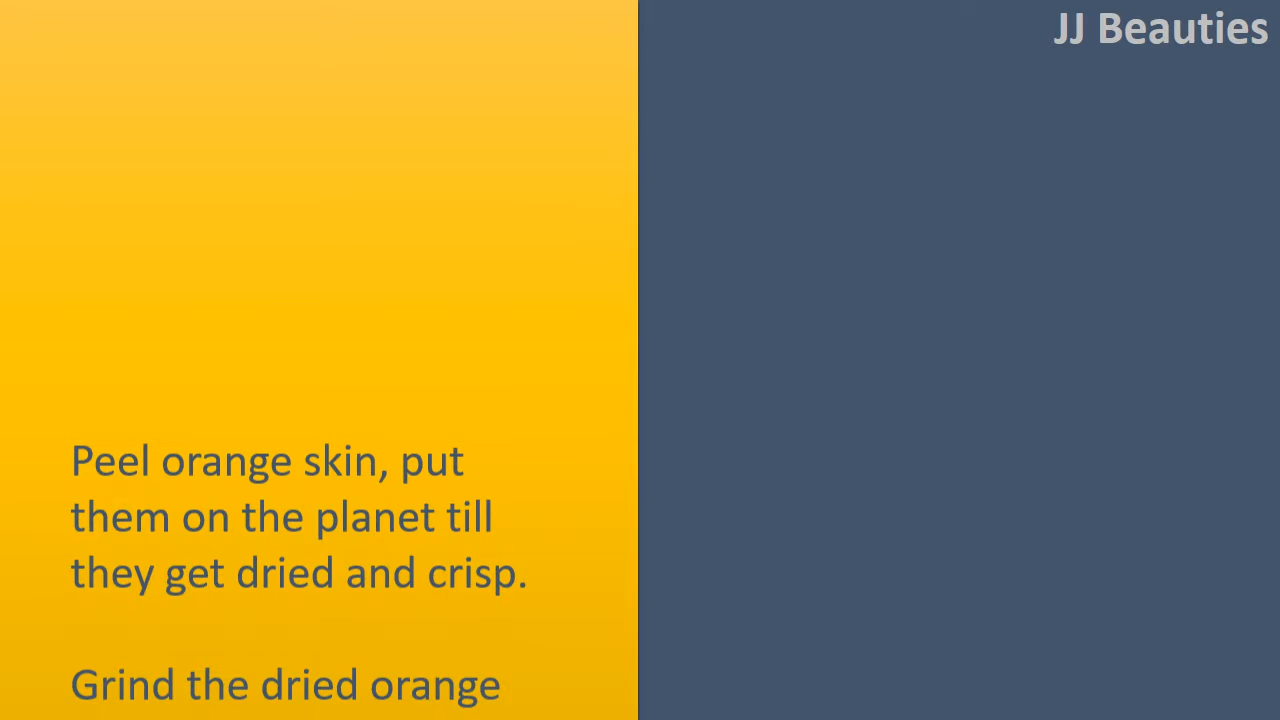 JJ Beauties
Peel orange skin, put
them on the planet till
they get dried and crisp.
Grind the dried orange